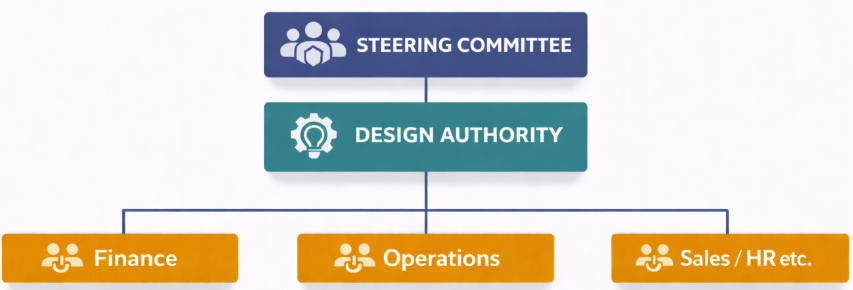 STEERING COMMITTEE
DESIGN AUTHORITY
Finance
Operations
Sales / HR etc.